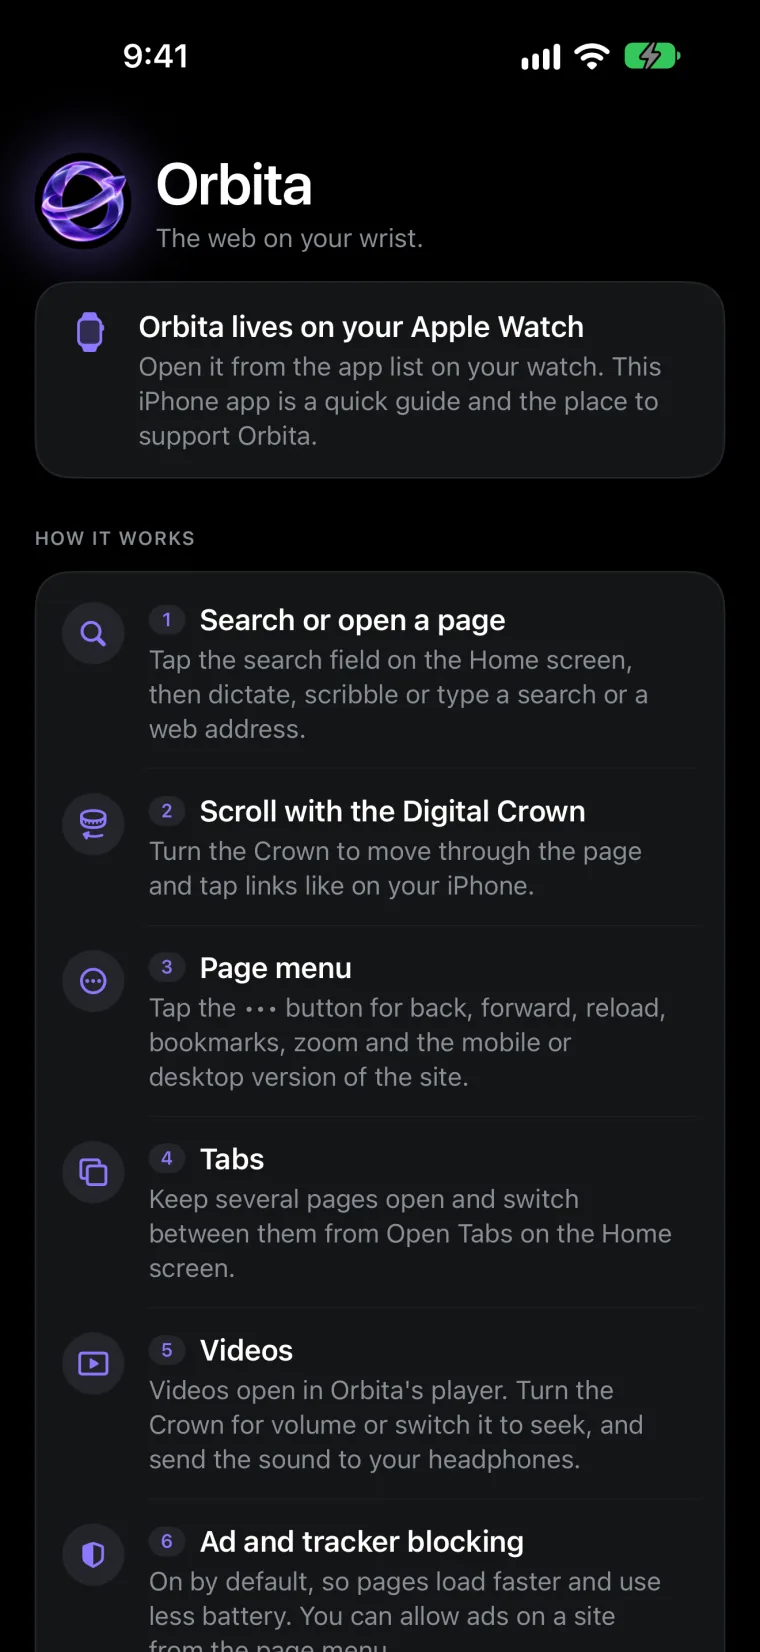 9:41
Orbita
The web on your wrist.
Orbita lives on your Apple Watch
Open it from the app list on your watch. This
iPhone app is a quick guide and the place to
support Orbita.
HOW IT WORKS
1 Search or open a page
Tap the search field on the Home screen,
then dictate, scribble or type a search or a
web address.
2 Scroll with the Digital Crown
Turn the Crown to move through the page
and tap links like on your iPhone.
3 Page menu
Tap the ••• button for back, forward, reload,
bookmarks, zoom and the mobile or
desktop version of the site.
4 Tabs
Keep several pages open and switch
between them from Open Tabs on the Home
screen.
5 Videos
Videos open in Orbita's player. Turn the
Crown for volume or switch it to seek, and
send the sound to your headphones.
6 Ad and tracker blocking
On by default, so pages load faster and use
less battery. You can allow ads on a site
from the page menu.